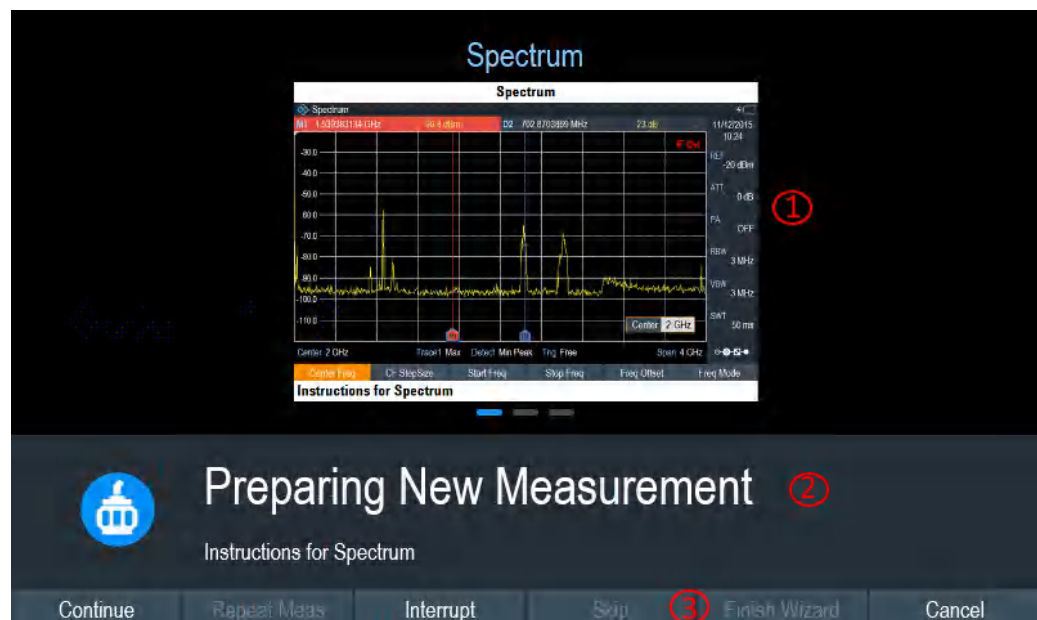 Spectrum
Spectrum
Spectrum
M1 GHz dBm D2 702.8703889 MHz 23 dB 11/12/2015
10:24
-30.0
REF
-20 dBm
-40.0
ATT
-50.0
0 dB
①
-60.0
PA
OFF
-70.0
RBW
-80.0
3 MHz
-90.0
VBW
3 MHz
-100.0
SWT
-110.0
Center 2 GHz
50 ms
Center 2 GHz Trace1 Max Detect Min Peak Trig Free Span 4 GHz
Center Freq CF StepSize Start Freq Stop Freq Freq Offset Freq Mode
Instructions for Spectrum
Preparing New Measurement ②
Instructions for Spectrum
Continue Repeat Meas Interrupt Skip ③ Finish Wizard Cancel